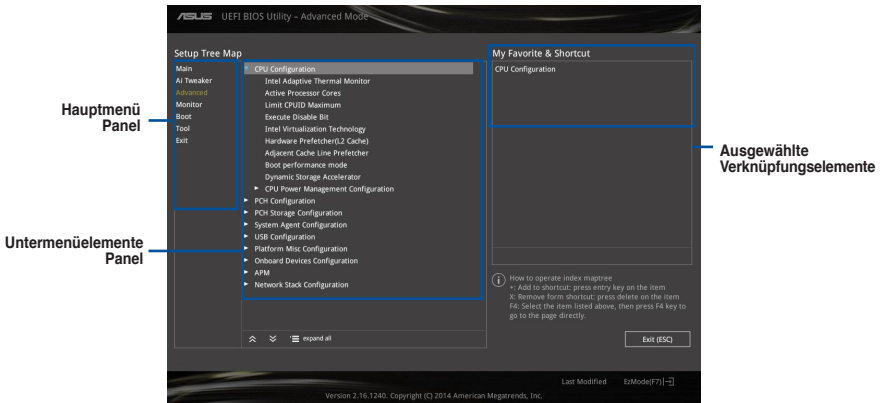 ASUS UEFI BIOS Utility – Advanced Mode
Setup Tree Map
Main
Ai Tweaker
Advanced
Monitor
Boot
Tool
Exit
CPU Configuration
Intel Adaptive Thermal Monitor
Active Processor Cores
Limit CPUID Maximum
Execute Disable Bit
Intel Virtualization Technology
Hardware Prefetcher(L2 Cache)
Adjacent Cache Line Prefetcher
Boot performance mode
Dynamic Storage Accelerator
CPU Power Management Configuration
PCH Configuration
PCH Storage Configuration
System Agent Configuration
USB Configuration
Platform Misc Configuration
Onboard Devices Configuration
APM
Network Stack Configuration
expand all
My Favorite & Shortcut
CPU Configuration
How to operate index maptree
+: Add to shortcut: press entry key on the item
X: Remove form shortcut: press delete on the item
F4: Select the item listed above, then press F4 key to
go to the page directly.
Exit (ESC)
Last Modified
EzMode(F7)
Version 2.16.1240. Copyright (C) 2014 American Megatrends, Inc.
Hauptmenü
Panel
Untermenüelemente
Panel
Ausgewählte
Verknüpfungselemente